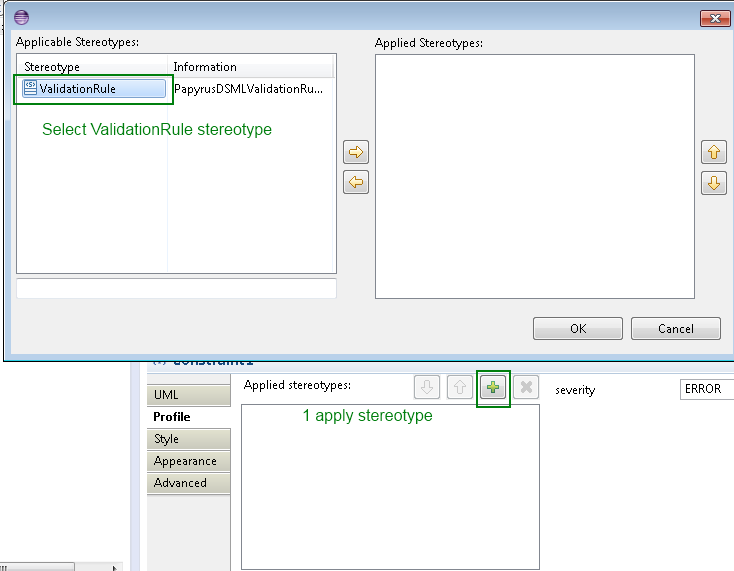 Applicable Stereotypes:
Applied Stereotypes:
Stereotype Information
ValidationRule PapyrusDSMLValidationRu...
Select ValidationRule stereotype
OK Cancel
UML
Profile
Style
Appearance
Advanced
Applied stereotypes:
severity ERROR
1 apply stereotype